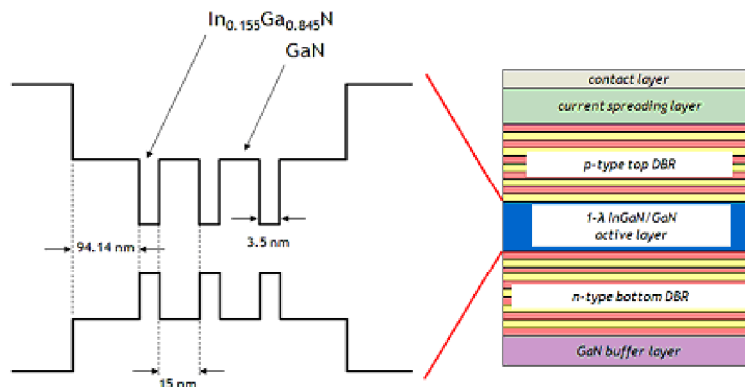 In0.155Ga0.845N
GaN
94.14 nm
3.5 nm
15 nm
contact layer
current spreading layer
p-type top DBR
1-λ InGaN/GaN
active layer
n-type bottom DBR
GaN buffer layer